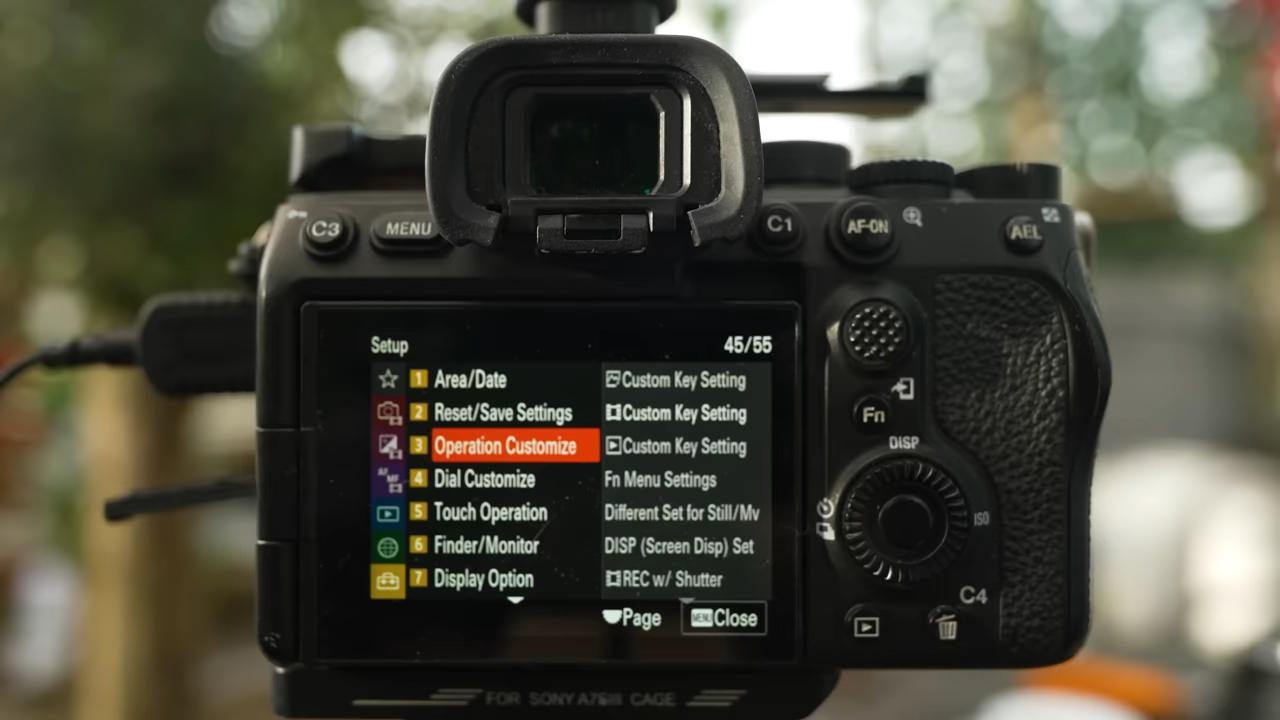 C3
MENU
C1
AF-ON
AEL
Setup 45/55
1 Area/Date
2 Reset/Save Settings
3 Operation Customize
4 Dial Customize
5 Touch Operation
6 Finder/Monitor
7 Display Option
AF MF
Custom Key Setting
Custom Key Setting
Custom Key Setting
Fn Menu Settings
Different Set for Still/Mv
DISP (Screen Disp) Set
REC w/ Shutter
Page
MENU Close
Fn
DISP
ISO
C4
FOR SONY A7SIII CAGE